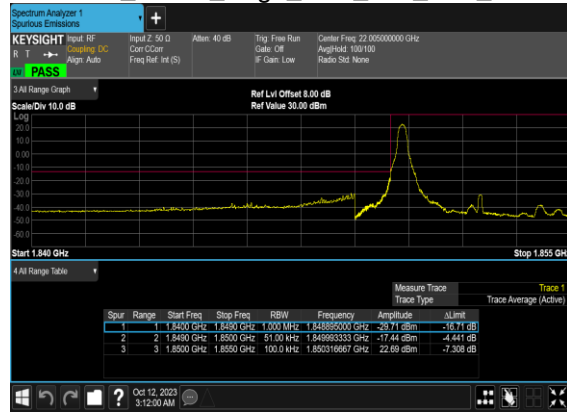 Spectrum Analyzer 1
Spurious Emissions
KEYSIGHT Input: RF Input Z: 50 Ω Atten: 40 dB Trig: Free Run Center Freq: 22.005000000 GHz
R T Coupling: DC Corr CCorr Gate: Off Avg|Hold: 100/100
Align: Auto Freq Ref: Int (S) IF Gain: Low Radio Std: None
LXI PASS
3 All Range Graph
Ref Lvl Offset 8.00 dB
Scale/Div 10.0 dB Ref Value 30.00 dBm
Log
20.0
10.0
0.00
-10.0
-20.0
-30.0
-40.0
-50.0
-60.0
Start 1.840 GHz Stop 1.855 GHz
4 All Range Table
Measure Trace Trace 1
Trace Type Trace Average (Active)
Spur Range Start Freq Stop Freq RBW Frequency Amplitude ΔLimit
1 1 1.8400 GHz 1.8490 GHz 1.000 MHz 1.848895000 GHz -29.71 dBm -16.71 dB
2 2 1.8490 GHz 1.8500 GHz 51.00 kHz 1.849993333 GHz -17.44 dBm -4.441 dB
3 3 1.8500 GHz 1.8550 GHz 100.0 kHz 1.850316667 GHz 22.69 dBm -7.308 dB
Oct 12, 2023
3:12:00 AM